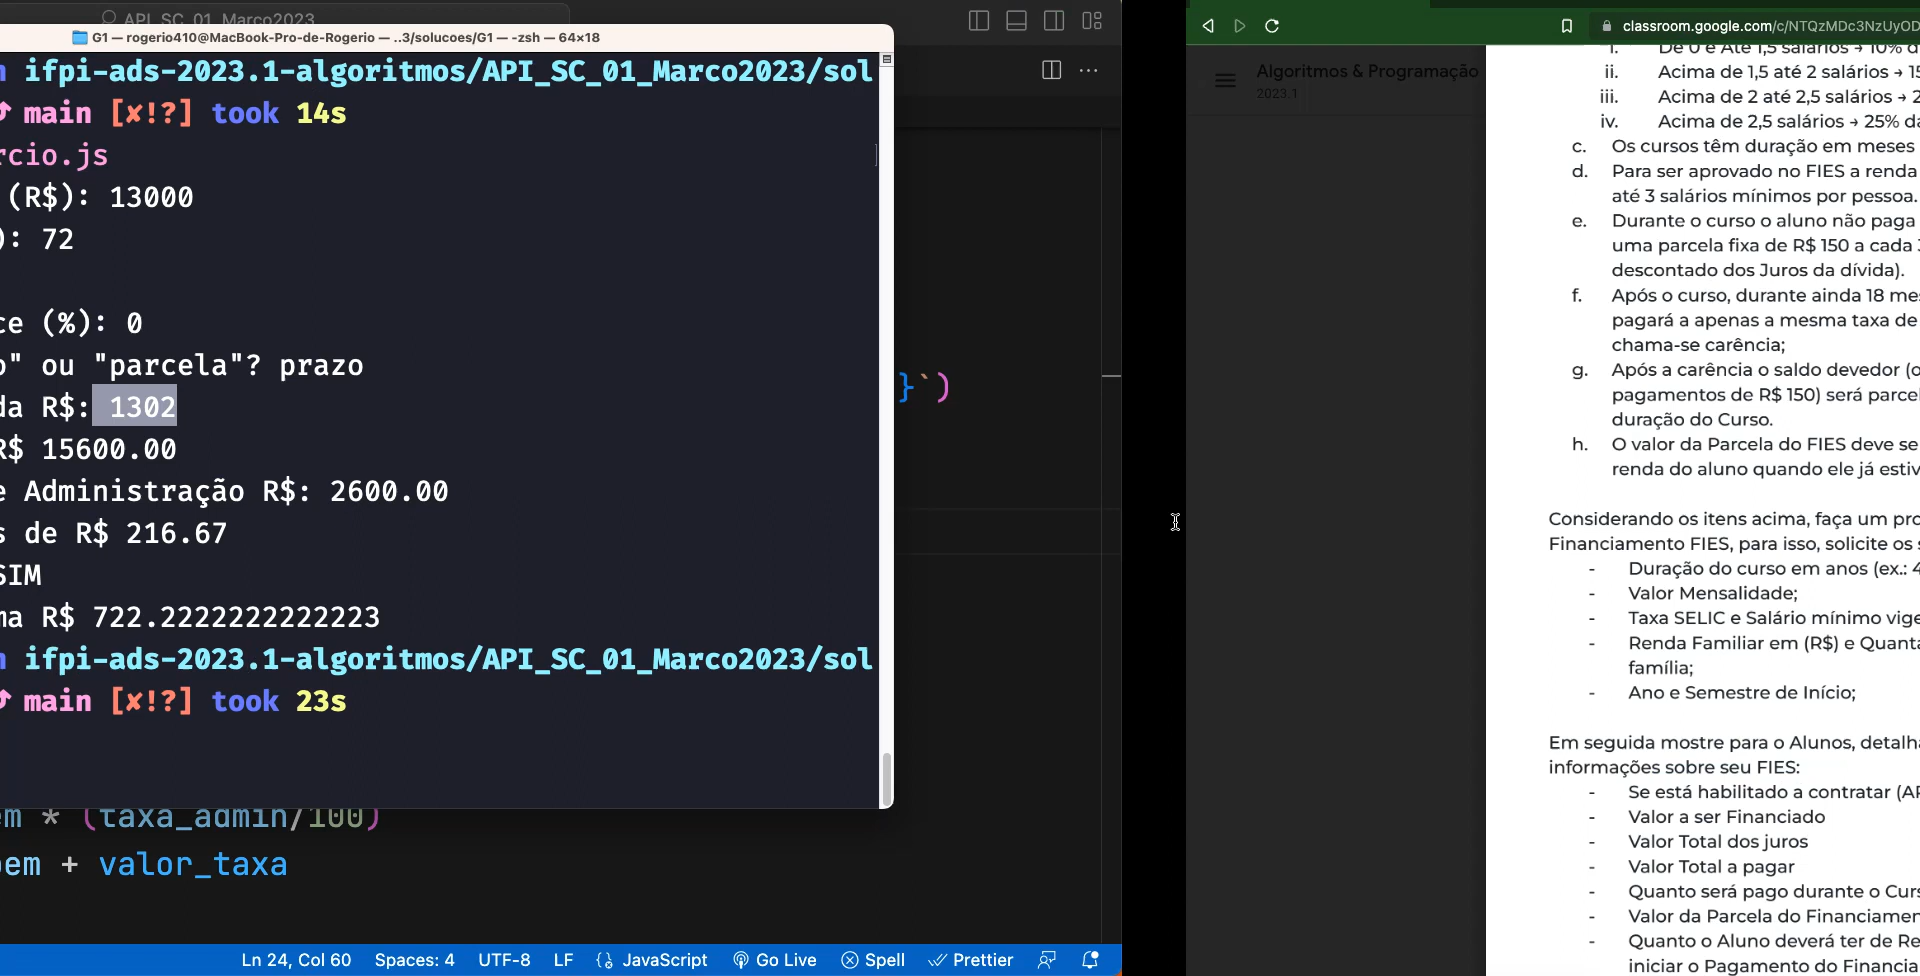 API_SC_01_Marco2023
G1 — rogerio410@MacBook-Pro-de-Rogerio — ..3/solucoes/G1 — -zsh — 64×18
ifpi-ads-2023.1-algoritmos/API_SC_01_Marco2023/sol
main [✘!?] took 14s
rcio.js
(R$): 13000
): 72
ce (%): 0
o" ou "parcela"? prazo
da R$: 1302
R$ 15600.00
e Administração R$: 2600.00
s de R$ 216.67
SIM
ma R$ 722.2222222222223
ifpi-ads-2023.1-algoritmos/API_SC_01_Marco2023/sol
main [✘!?] took 23s
}`)
em * (taxa_admin/100)
bem + valor_taxa
Ln 24, Col 60 Spaces: 4 UTF-8 LF {} JavaScript Go Live Spell Prettier
classroom.google.com/c/NTQzMDc3NzUyOD
Algoritmos & Programação
2023.1
i. De 0 e Até 1,5 salários → 10% d
ii. Acima de 1,5 até 2 salários → 15
iii. Acima de 2 até 2,5 salários → 2
iv. Acima de 2,5 salários → 25% da
c. Os cursos têm duração em meses
d. Para ser aprovado no FIES a renda
até 3 salários mínimos por pessoa.
e. Durante o curso o aluno não paga
uma parcela fixa de R$ 150 a cada 3
descontado dos Juros da dívida).
f. Após o curso, durante ainda 18 mes
pagará a apenas a mesma taxa de
chama-se carência;
g. Após a carência o saldo devedor (o
pagamentos de R$ 150) será parcel
duração do Curso.
h. O valor da Parcela do FIES deve se
renda do aluno quando ele já estiv
Considerando os itens acima, faça um pro
Financiamento FIES, para isso, solicite os s
- Duração do curso em anos (ex.: 4
- Valor Mensalidade;
- Taxa SELIC e Salário mínimo vige
- Renda Familiar em (R$) e Quanta
família;
- Ano e Semestre de Início;
Em seguida mostre para o Alunos, detalha
informações sobre seu FIES:
- Se está habilitado a contratar (AP
- Valor a ser Financiado
- Valor Total dos juros
- Valor Total a pagar
- Quanto será pago durante o Curs
- Valor da Parcela do Financiamen
- Quanto o Aluno deverá ter de Re
iniciar o Pagamento do Financia